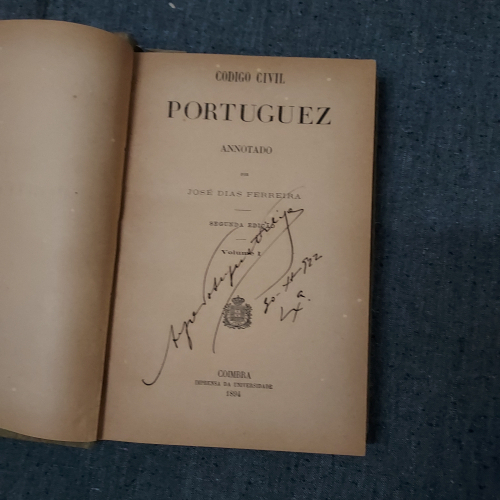 CODIGO CIVIL
PORTUGUEZ
ANNOTADO
POR
JOSÉ DIAS FERREIRA
SEGUNDA EDIÇÃO
Volume I
COIMBRA
IMPRENSA DA UNIVERSIDADE
1894